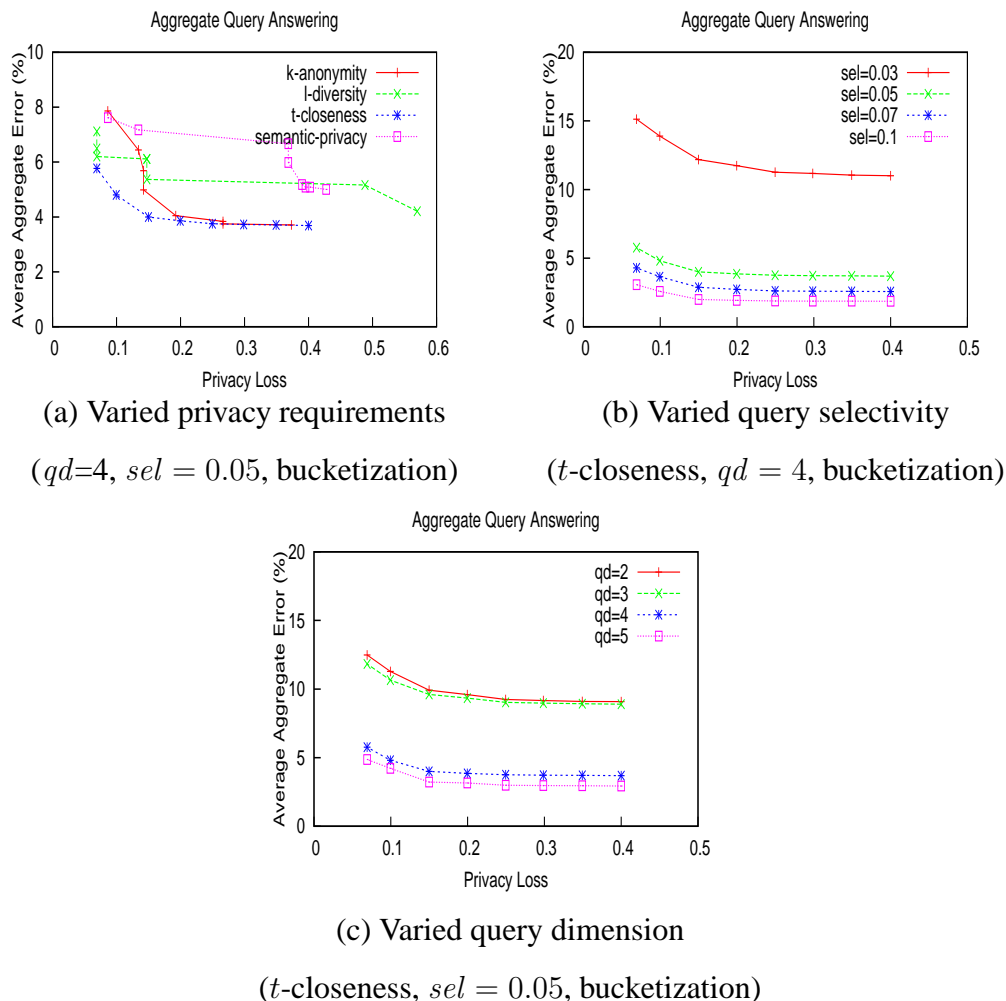 Aggregate Query Answering
Average Aggregate Error (%)
10
8
6
4
2
0
k-anonymity
l-diversity
t-closeness
semantic-privacy
0 0.1 0.2 0.3 0.4 0.5 0.6
Privacy Loss
(a) Varied privacy requirements
(qd=4, sel = 0.05, bucketization)
Aggregate Query Answering
Average Aggregate Error (%)
20
15
10
5
0
sel=0.03
sel=0.05
sel=0.07
sel=0.1
0 0.1 0.2 0.3 0.4 0.5
Privacy Loss
(b) Varied query selectivity
(t-closeness, qd = 4, bucketization)
Aggregate Query Answering
Average Aggregate Error (%)
20
15
10
5
0
qd=2
qd=3
qd=4
qd=5
0 0.1 0.2 0.3 0.4 0.5
Privacy Loss
(c) Varied query dimension
(t-closeness, sel = 0.05, bucketization)